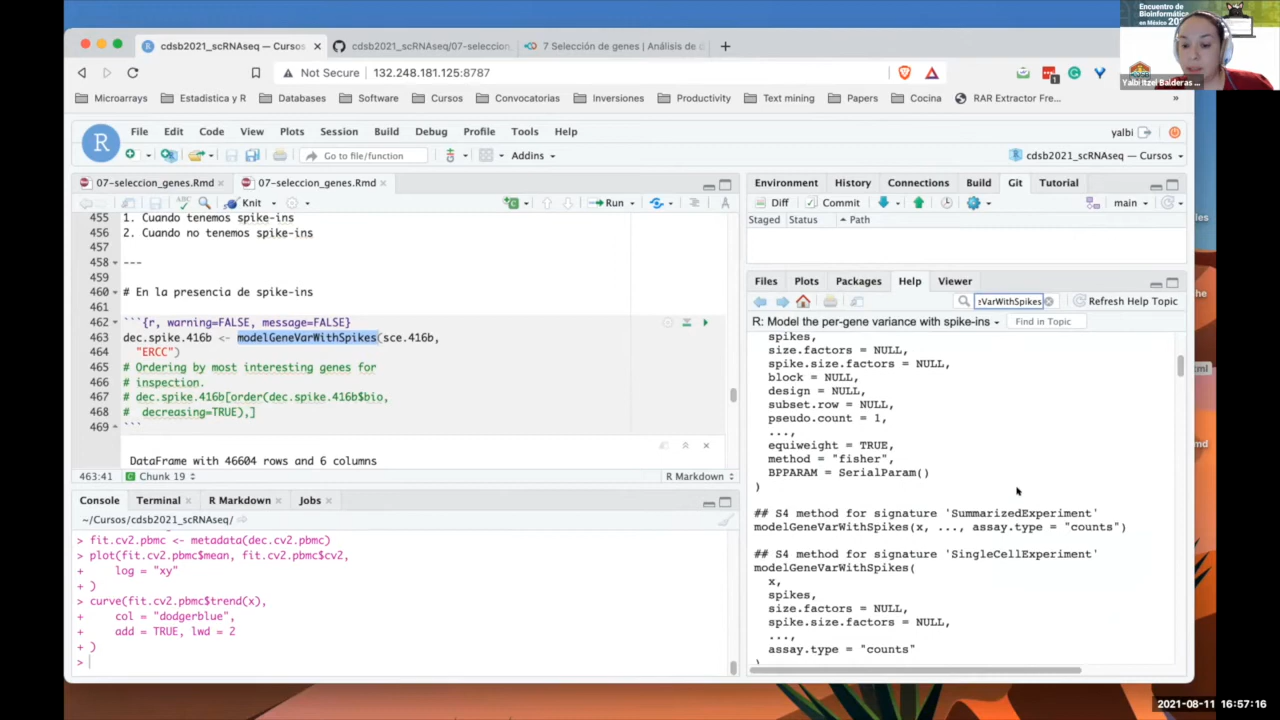 cdsb2021_scRNAseq — Cursos
cdsb2021_scRNAseq/07-seleccion
Selección de genes | Análisis de
Not Secure
132.248.181.125:8787
Microarrays
Estadistica y R
Databases
Software
Cursos
Convocatorias
Inversiones
Productivity
Text mining
Papers
Cocina
RAR Extractor Fre...
»
R
File Edit Code View Plots Session Build Debug Profile Tools Help
yalbi
Go to file/function
Addins
cdsb2021_scRNAseq — Cursos
07-seleccion_genes.Rmd
07-seleccion_genes.Rmd
Knit
Run
455 1. Cuando tenemos spike-ins
456 2. Cuando no tenemos spike-ins
457
458 ---
459
460 # En la presencia de spike-ins
461
462 ```{r, warning=FALSE, message=FALSE}
463 dec.spike.416b <- modelGeneVarWithSpikes(sce.416b,
464 "ERCC")
465 # Ordering by most interesting genes for
466 # inspection.
467 # dec.spike.416b[order(dec.spike.416b$bio,
468 # decreasing=TRUE),]
469 ```
DataFrame with 46604 rows and 6 columns
463:41
Chunk 19
R Markdown
Console Terminal R Markdown Jobs
~/Cursos/cdsb2021_scRNAseq/
> fit.cv2.pbmc <- metadata(dec.cv2.pbmc)
> plot(fit.cv2.pbmc$mean, fit.cv2.pbmc$cv2,
+ log = "xy"
+ )
> curve(fit.cv2.pbmc$trend(x),
+ col = "dodgerblue",
+ add = TRUE, lwd = 2
+ )
>
Environment History Connections Build Git Tutorial
Diff Commit
main
Staged Status Path
Files Plots Packages Help Viewer
VarWithSpikes
Refresh Help Topic
R: Model the per-gene variance with spike-ins
Find in Topic
spikes,
size.factors = NULL,
spike.size.factors = NULL,
block = NULL,
design = NULL,
subset.row = NULL,
pseudo.count = 1,
...,
equiweight = TRUE,
method = "fisher",
BPPARAM = SerialParam()
)
## S4 method for signature 'SummarizedExperiment'
modelGeneVarWithSpikes(x, ..., assay.type = "counts")
## S4 method for signature 'SingleCellExperiment'
modelGeneVarWithSpikes(
x,
spikes,
size.factors = NULL,
spike.size.factors = NULL,
...,
assay.type = "counts"
Encuentro de
Bioinformática
en México 20
Yalbi Itzel Balderas ...
2021-08-11 16:57:16